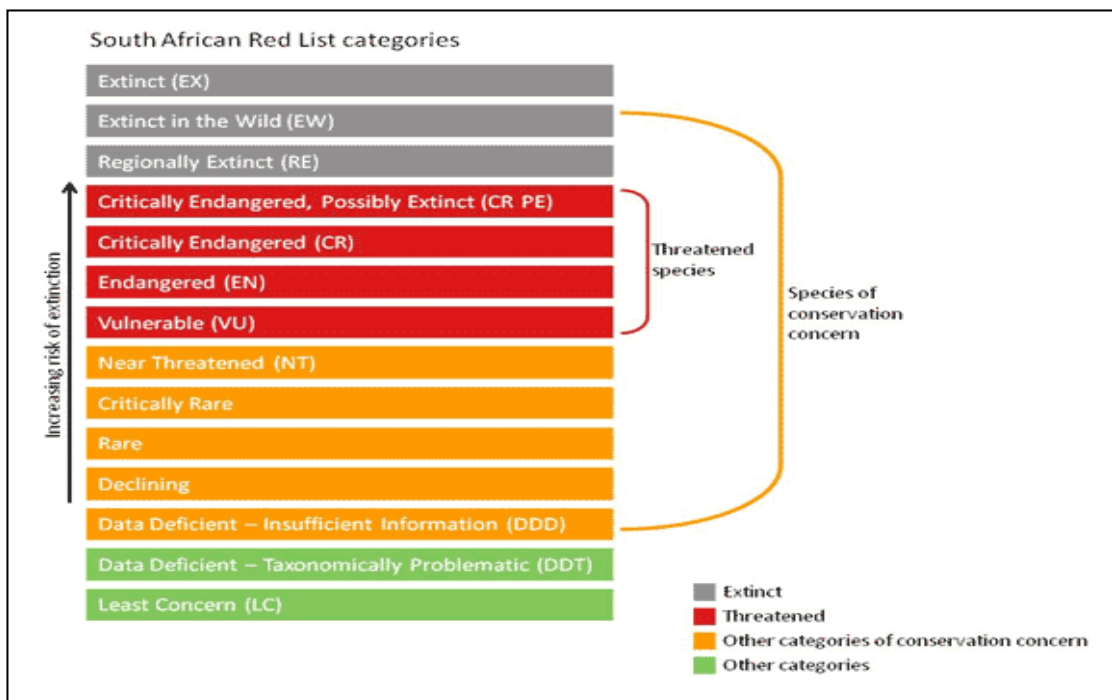 South African Red List categories
Extinct (EX)
Extinct in the Wild (EW)
Regionally Extinct (RE)
Critically Endangered, Possibly Extinct (CR PE)
Critically Endangered (CR)
Endangered (EN)
Vulnerable (VU)
Near Threatened (NT)
Critically Rare
Rare
Declining
Data Deficient – Insufficient Information (DDD)
Data Deficient – Taxonomically Problematic (DDT)
Least Concern (LC)
Increasing risk of extinction
Threatened
species
Species of
conservation
concern
Extinct
Threatened
Other categories of conservation concern
Other categories